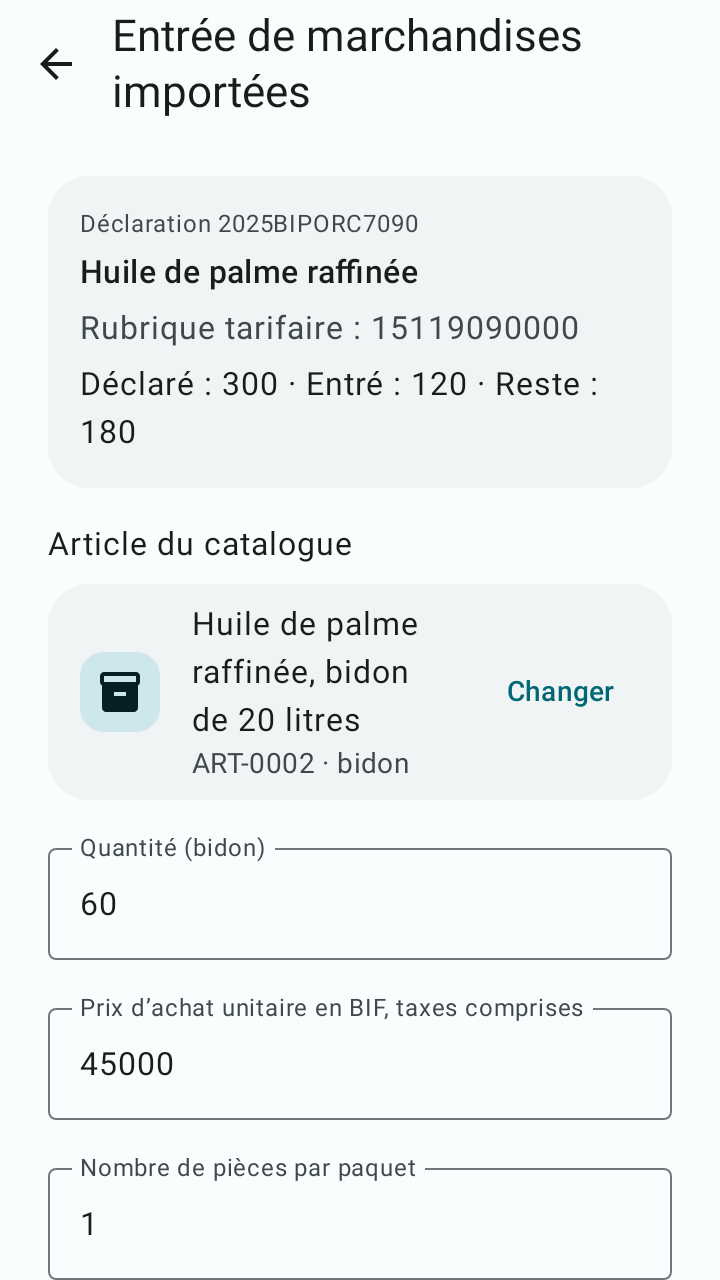 Entrée de marchandises
importées
Déclaration 2025BIPORC7090
Huile de palme raffinée
Rubrique tarifaire : 15119090000
Déclaré : 300 · Entré : 120 · Reste :
180
Article du catalogue
Huile de palme
raffinée, bidon
de 20 litres
ART-0002 · bidon
Changer
Quantité (bidon)
60
Prix d’achat unitaire en BIF, taxes comprises
45000
Nombre de pièces par paquet
1